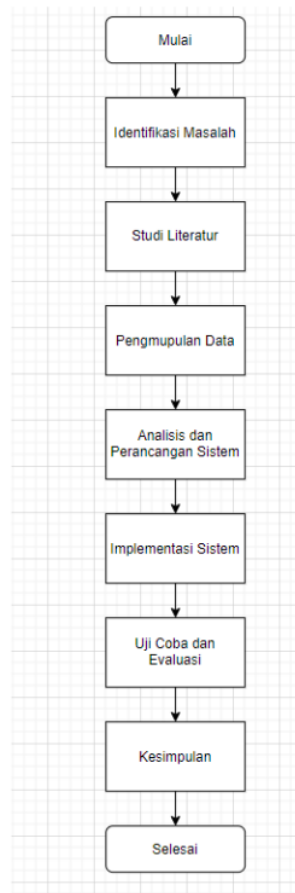 Mulai
Identifikasi Masalah
Studi Literatur
Pengmupulan Data
Analisis dan
Perancangan Sistem
Implementasi Sistem
Uji Coba dan
Evaluasi
Kesimpulan
Selesai